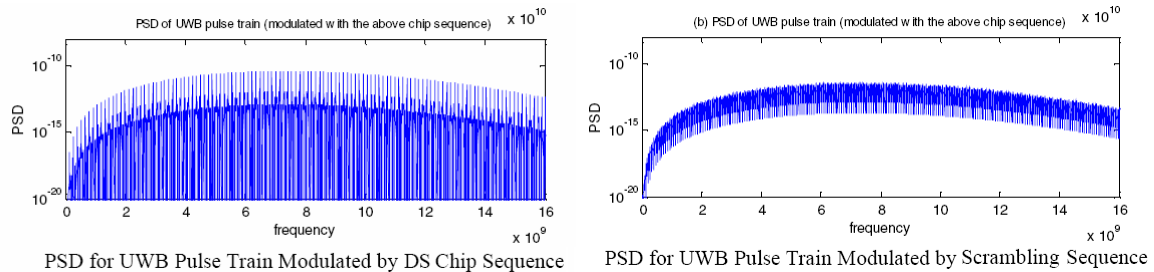 PSD of UWB pulse train (modulated with the above chip sequence)
x 10^10
10^-10
10^-15
10^-20
PSD
0 2 4 6 8 10 12 14 16
frequency
x 10^9
PSD for UWB Pulse Train Modulated by DS Chip Sequence
(b) PSD of UWB pulse train (modulated with the above chip sequence)
x 10^10
10^-10
10^-15
10^-20
PSD
0 2 4 6 8 10 12 14 16
frequency
x 10^9
PSD for UWB Pulse Train Modulated by Scrambling Sequence